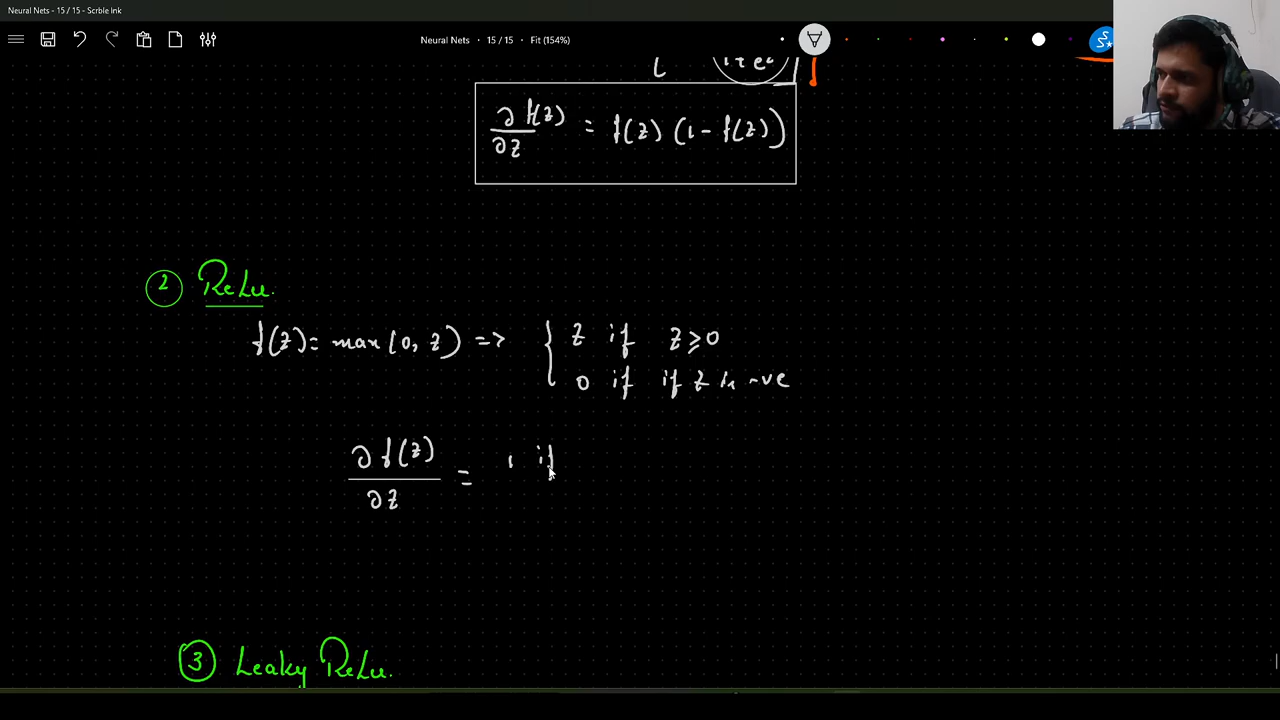 Neural Nets - 15 / 15 - Scrble Ink
Neural Nets • 15 / 15 • Fit (154%)
∂f(z)/∂z = f(z) (1 - f(z))
2 ReLu.
f(z) = max(0, z) => { z if z ≥ 0
0 if if z is -ve
∂f(z)/∂z = 1 if
3 Leaky ReLu.